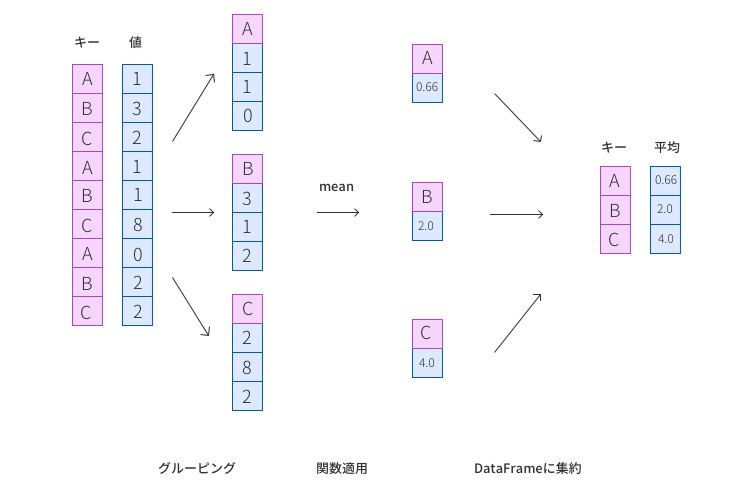 キー 値
A 1
B 3
C 2
A 1
B 1
C 8
A 0
B 2
C 2
A
1
1
0
B
3
1
2
C
2
8
2
mean
A
0.66
B
2.0
C
4.0
キー 平均
A 0.66
B 2.0
C 4.0
グルーピング 関数適用 DataFrameに集約